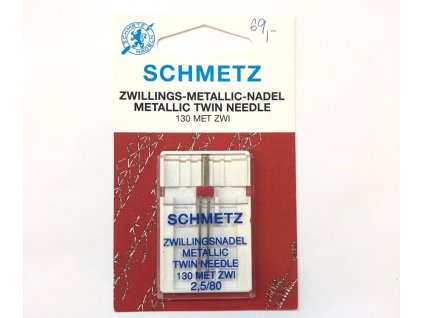 69,-
SCHMETZ
ZWILLINGS-METALLIC-NADEL
METALLIC TWIN NEEDLE
130 MET ZWI
SCHMETZ
ZWILLINGSNADEL
METALLIC
TWIN NEEDLE
130 MET ZWI
2,5/80